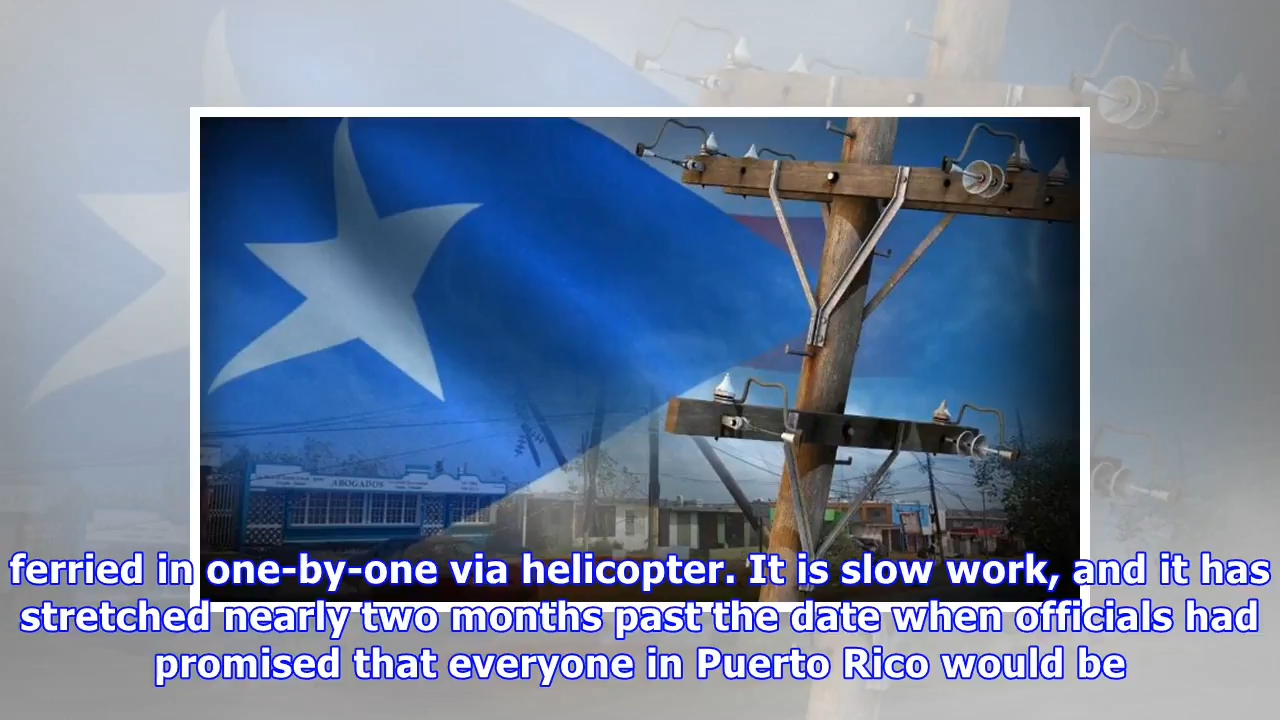 ABOGADOS
ferried in one-by-one via helicopter. It is slow work, and it has
stretched nearly two months past the date when officials had
promised that everyone in Puerto Rico would be